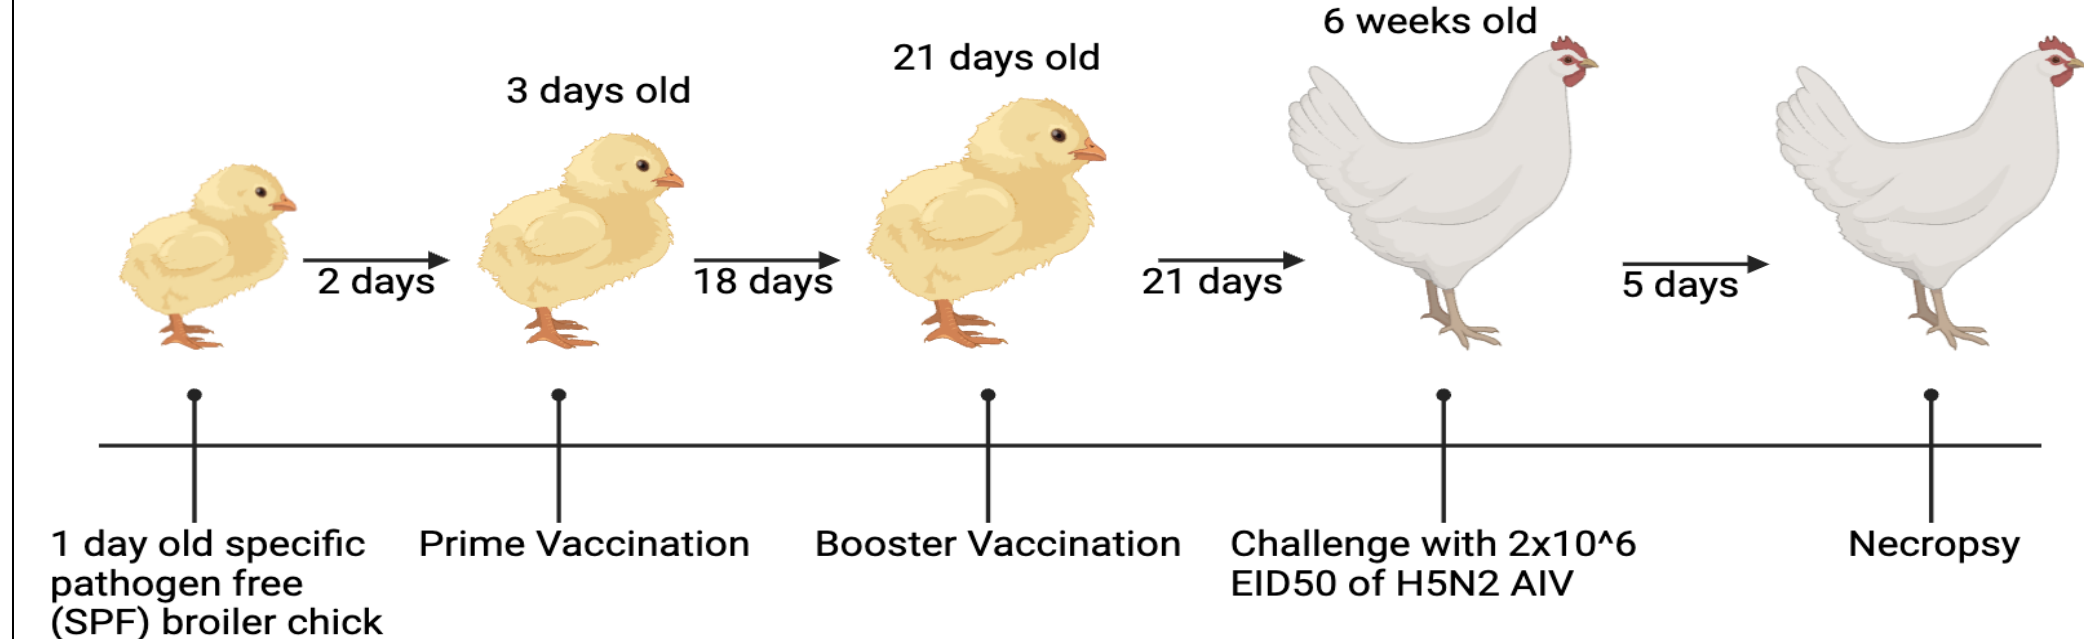 6 weeks old
21 days old
3 days old
2 days
18 days
21 days
5 days
1 day old specific
pathogen free
(SPF) broiler chick
Prime Vaccination
Booster Vaccination
Challenge with 2x10^6
EID50 of H5N2 AIV
Necropsy